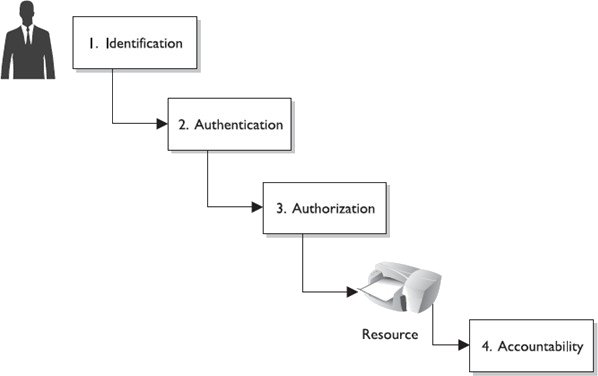 1. Identification
2. Authentication
3. Authorization
Resource
4. Accountability